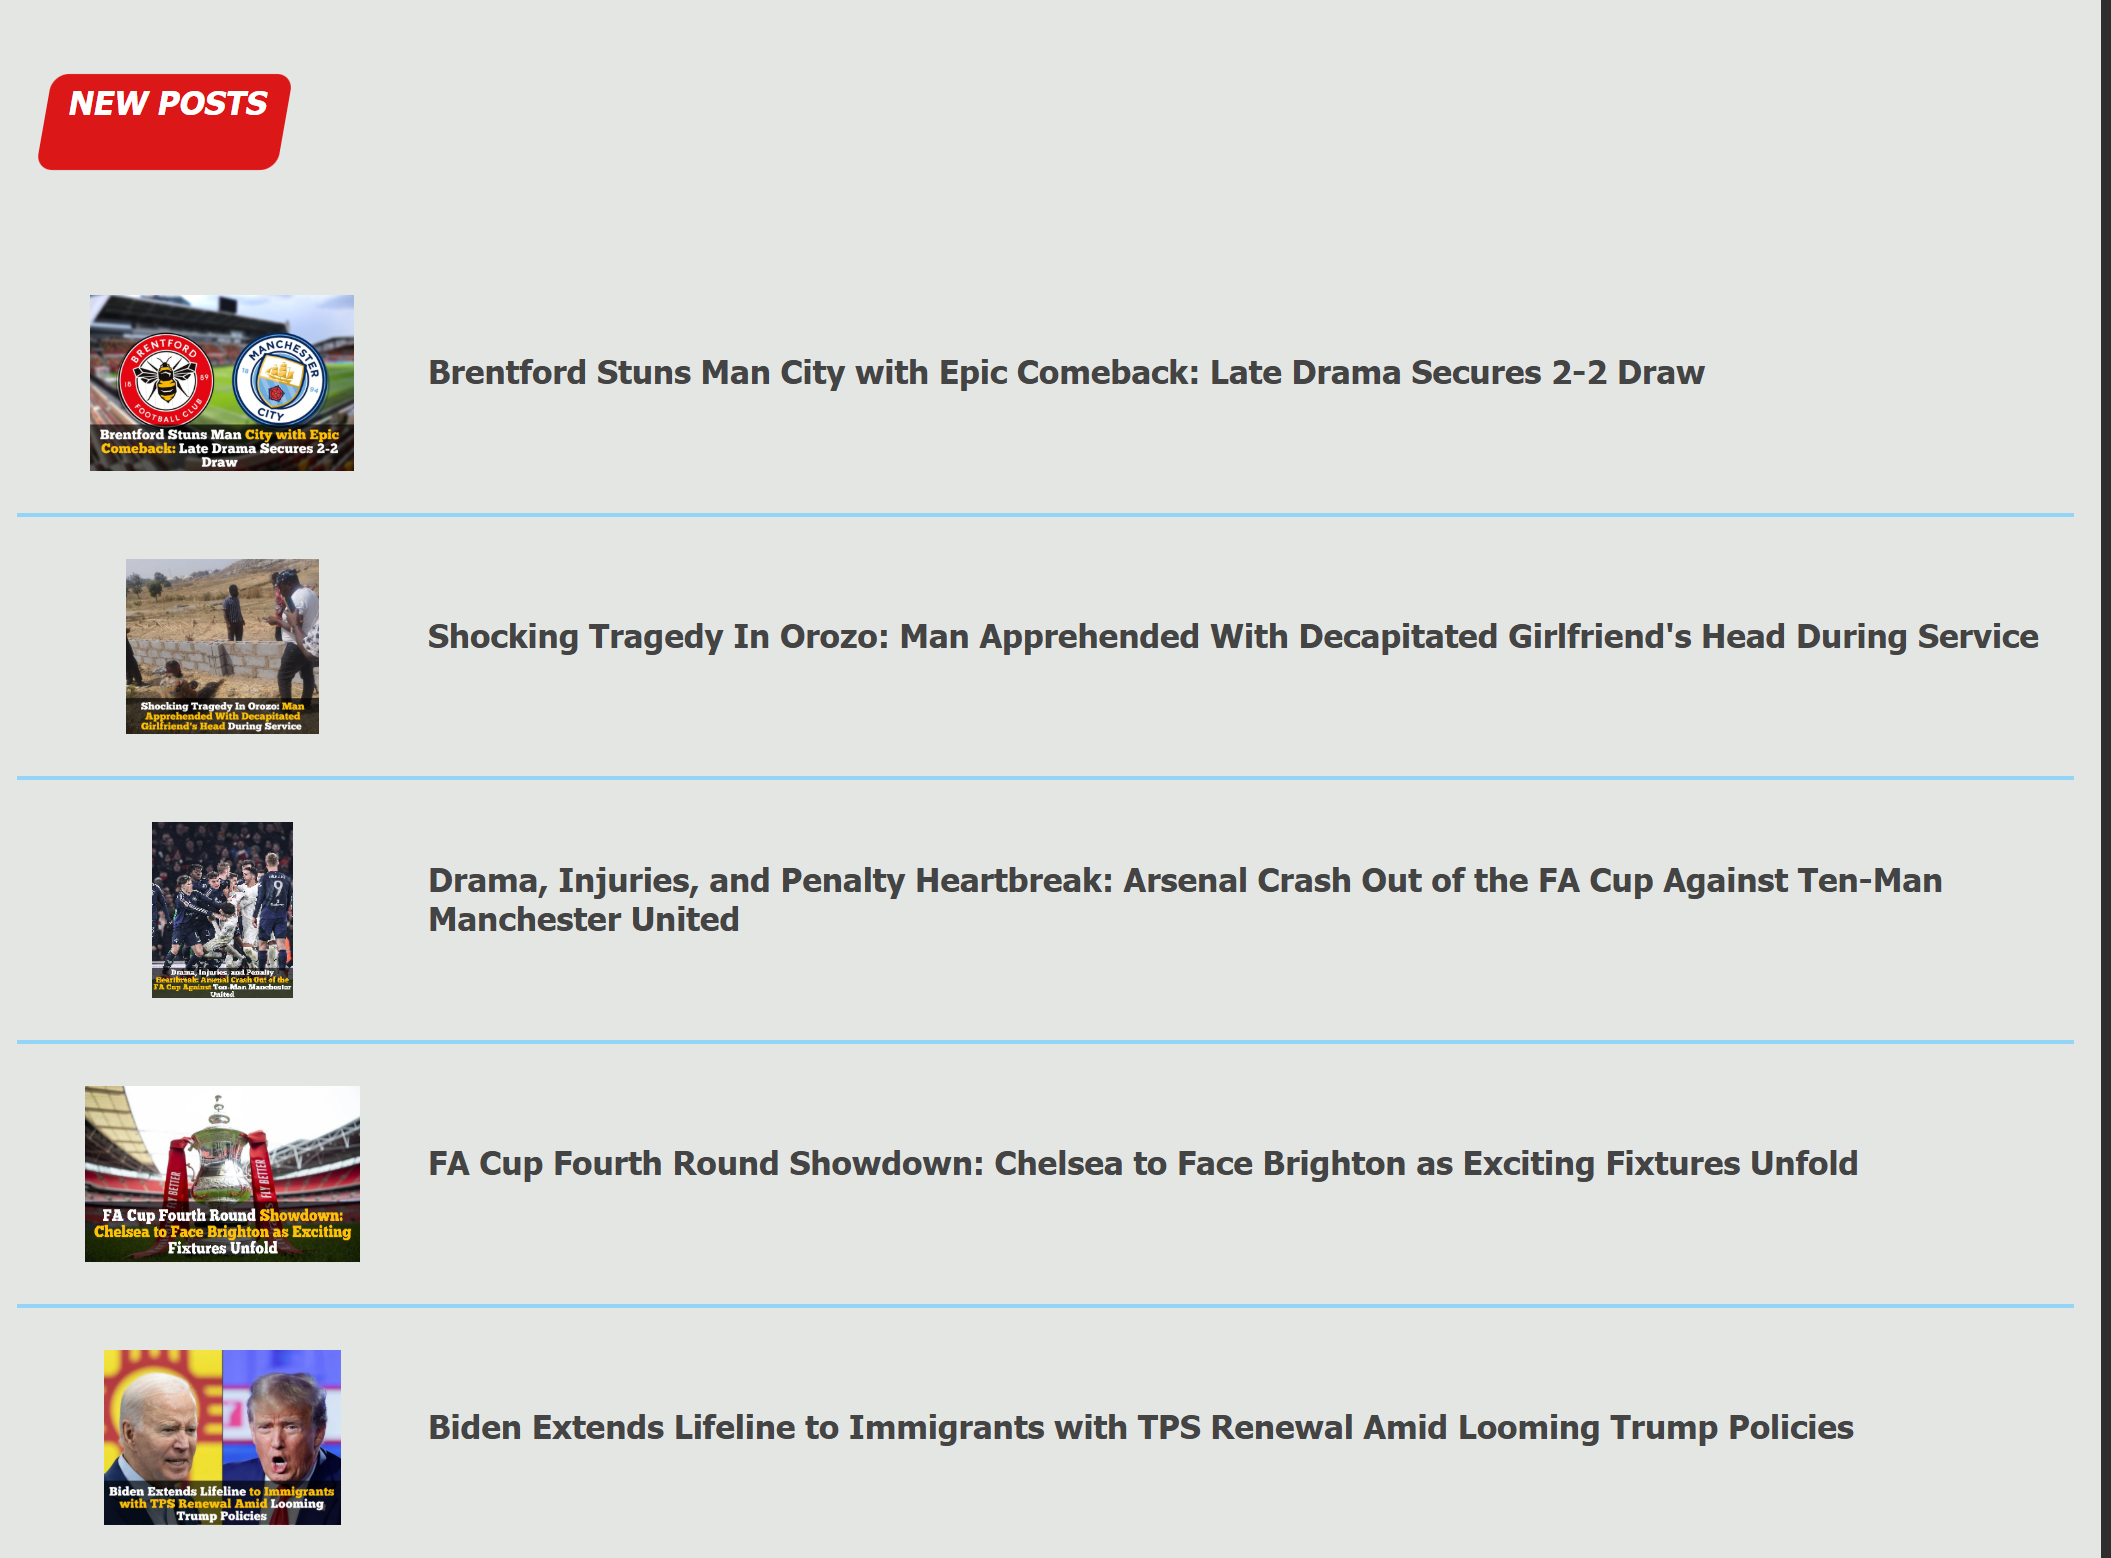 NEW POSTS
BRENTFORD
18 89
FOOTBALL CLUB
MANCHESTER
18 94
CITY
Brentford Stuns Man City with Epic
Comeback: Late Drama Secures 2-2
Draw
Brentford Stuns Man City with Epic Comeback: Late Drama Secures 2-2 Draw
Shocking Tragedy In Orozo: Man
Apprehended With Decapitated
Girlfriend's Head During Service
Shocking Tragedy In Orozo: Man Apprehended With Decapitated Girlfriend's Head During Service
9
Drama, Injuries, and Penalty
Heartbreak: Arsenal Crash Out of the
FA Cup Against Ten-Man Manchester
United
Drama, Injuries, and Penalty Heartbreak: Arsenal Crash Out of the FA Cup Against Ten-Man
Manchester United
FLY BETTER
FLY BETTER
FA Cup Fourth Round Showdown:
Chelsea to Face Brighton as Exciting
Fixtures Unfold
FA Cup Fourth Round Showdown: Chelsea to Face Brighton as Exciting Fixtures Unfold
Biden Extends Lifeline to Immigrants
with TPS Renewal Amid Looming
Trump Policies
Biden Extends Lifeline to Immigrants with TPS Renewal Amid Looming Trump Policies